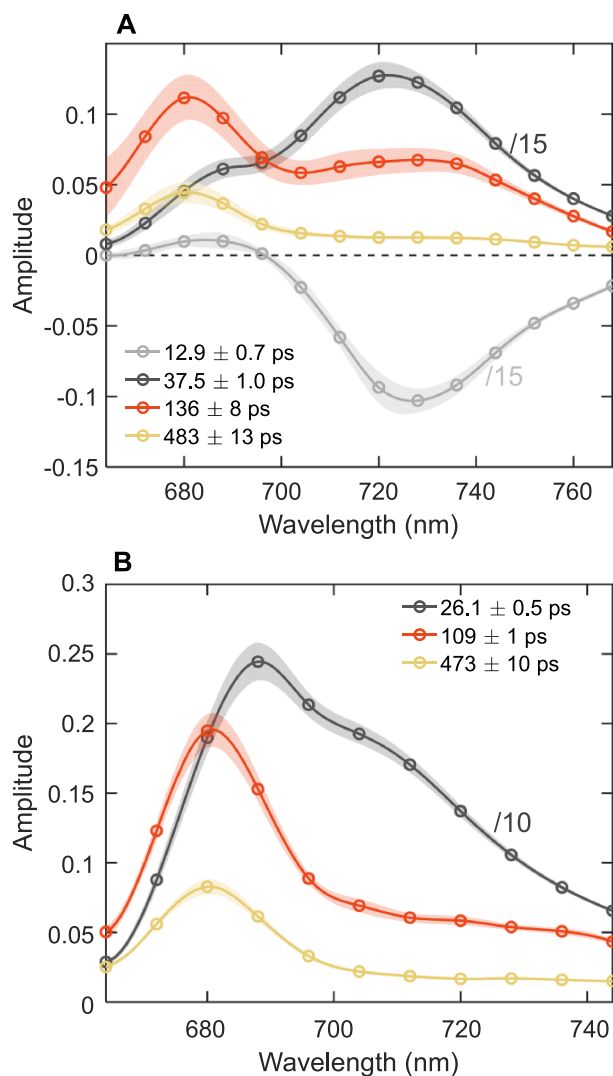 A
0.1
0.05
0
-0.05
-0.1
-0.15
Amplitude
/15
/15
12.9 ± 0.7 ps
37.5 ± 1.0 ps
136 ± 8 ps
483 ± 13 ps
680 700 720 740 760
Wavelength (nm)
B
0.3
0.25
0.2
0.15
0.1
0.05
0
Amplitude
26.1 ± 0.5 ps
109 ± 1 ps
473 ± 10 ps
/10
680 700 720 740
Wavelength (nm)